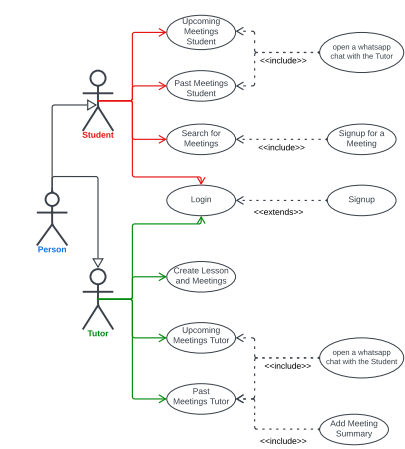 Upcoming
Meetings
Student
open a whatsapp
chat with the Tutor
<<include>>
Past Meetings
Student
Student
Search for
Meetings
Signup for a
Meeting
<<include>>
Login
Signup
<<extends>>
Person
Create Lesson
and Meetings
Tutor
Upcoming
Meetings Tutor
open a whatsapp
chat with the Student
<<include>>
Past
Meetings Tutor
Add Meeting
Summary
<<include>>